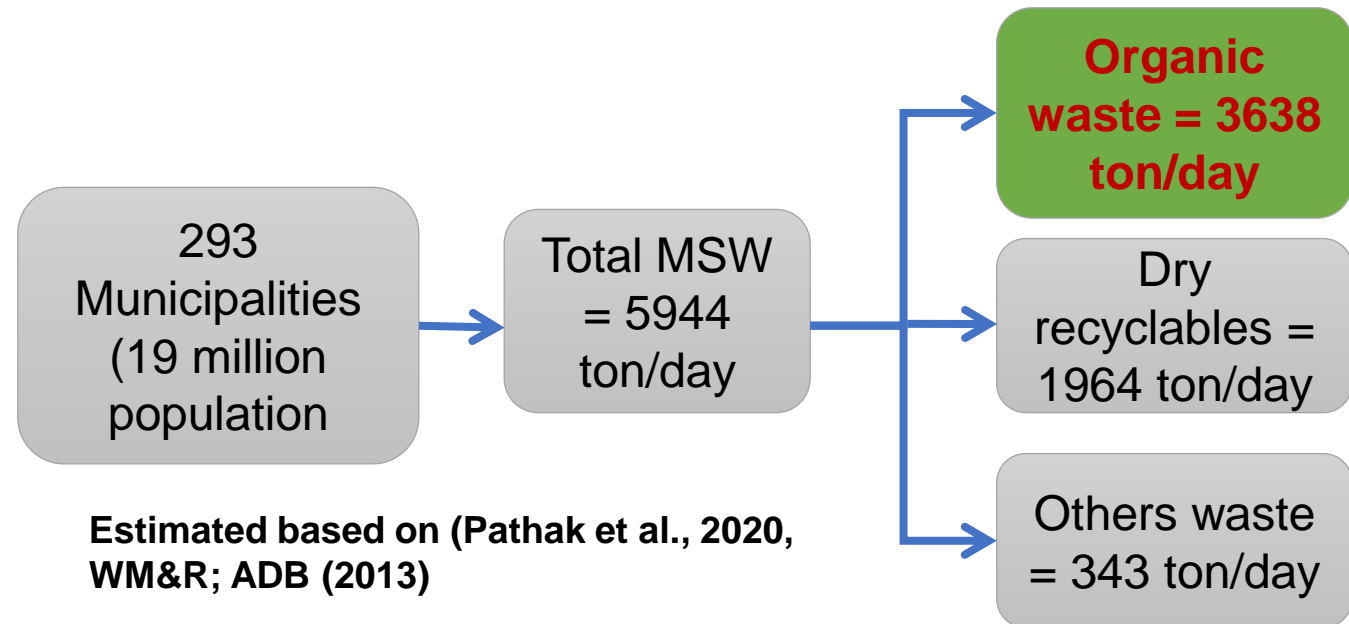 293
Municipalities
(19 million
population
Total MSW
= 5944
ton/day
Organic
waste = 3638
ton/day
Dry
recyclables =
1964 ton/day
Others waste
= 343 ton/day
Estimated based on (Pathak et al., 2020,
WM&R; ADB (2013)